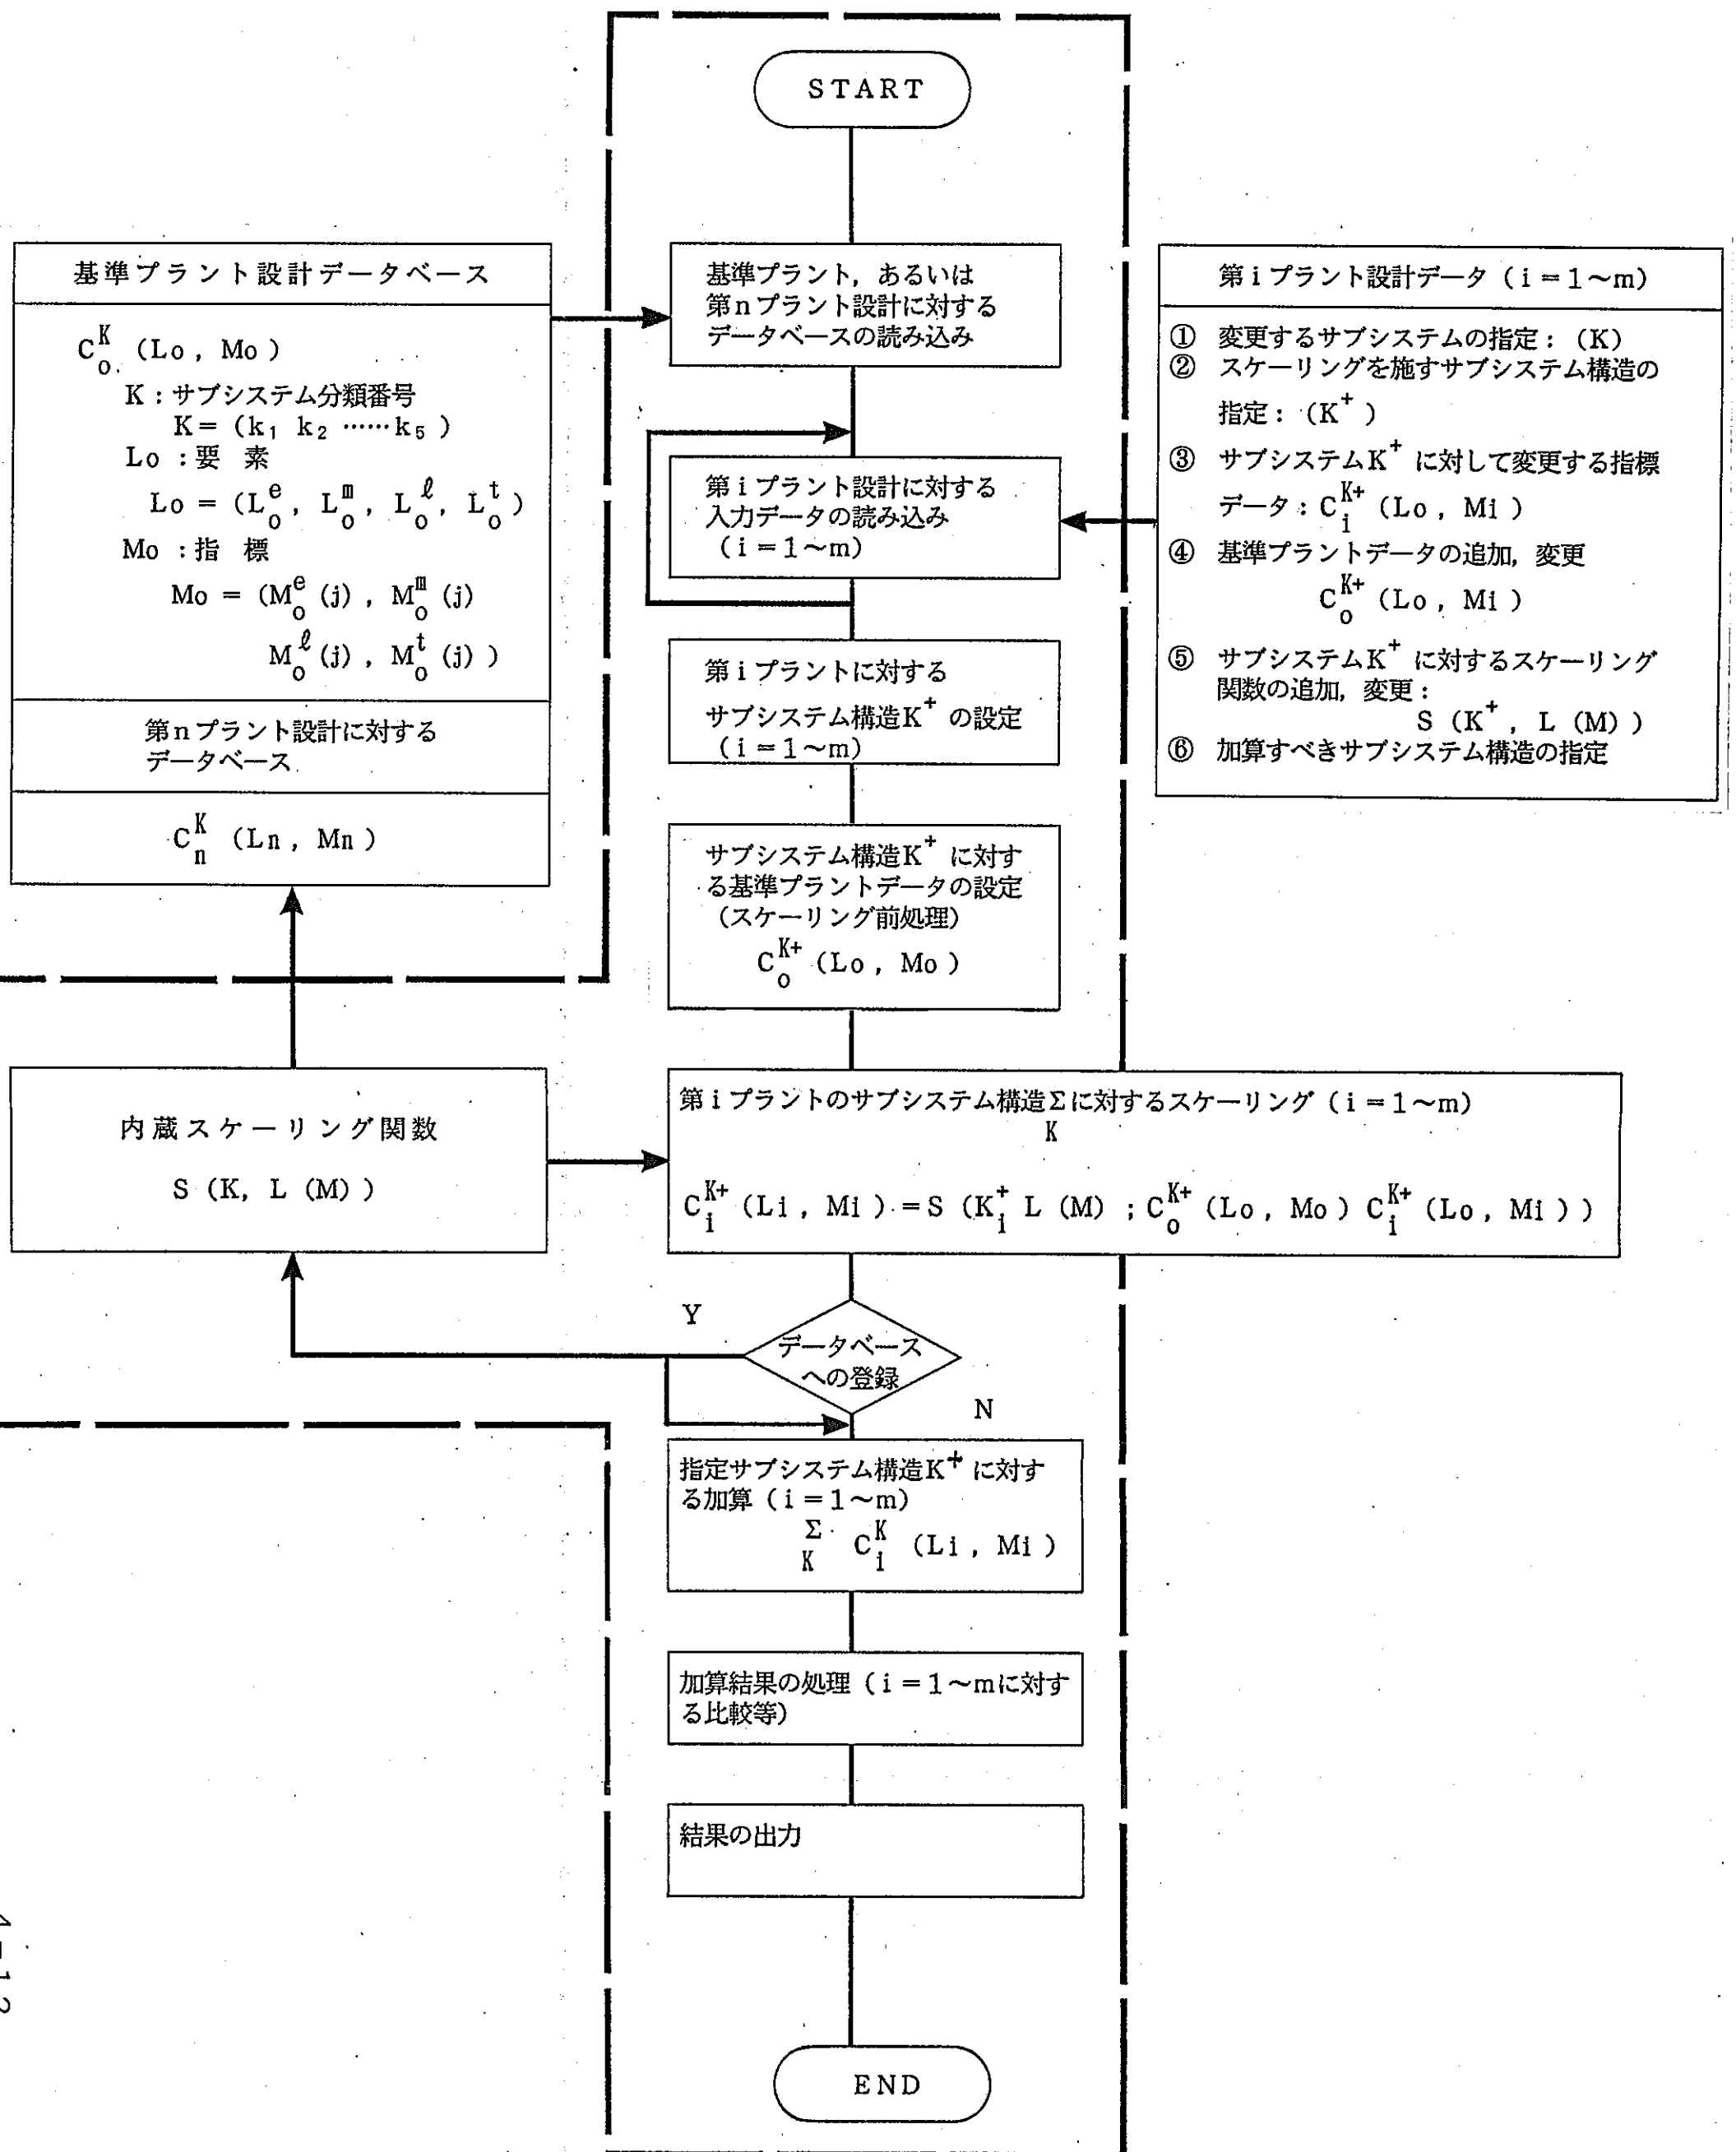 START
基準プラント設計データベース
C_o^K (Lo, Mo)
K:サブシステム分類番号
K=(k₁ k₂ ……k₅)
Lo:要 素
Lo=(L_o^e, L_o^m, L_o^ℓ, L_o^t)
Mo:指 標
Mo=(M_o^e(j), M_o^m(j)
M_o^ℓ(j), M_o^t(j))
第nプラント設計に対する
データベース
C_n^K (Ln, Mn)
基準プラント,あるいは
第nプラント設計に対する
データベースの読み込み
第iプラント設計に対する
入力データの読み込み
(i=1~m)
第iプラントに対する
サブシステム構造K⁺の設定
(i=1~m)
サブシステム構造K⁺に対す
る基準プラントデータの設定
(スケーリング前処理)
C_o^{K+}(Lo, Mo)
第iプラント設計データ(i=1~m)
① 変更するサブシステムの指定:(K)
② スケーリングを施すサブシステム構造の
指定:(K⁺)
③ サブシステムK⁺に対して変更する指標
データ:C_i^{K+}(Lo, Mi)
④ 基準プラントデータの追加,変更
C_o^{K+}(Lo, Mi)
⑤ サブシステムK⁺に対するスケーリング
関数の追加,変更:
S(K⁺, L(M))
⑥ 加算すべきサブシステム構造の指定
内蔵スケーリング関数
S(K, L(M))
第iプラントのサブシステム構造Σに対するスケーリング(i=1~m)
K
C_i^{K+}(Li, Mi)=S(K_i^+ L(M);C_o^{K+}(Lo, Mo)C_i^{K+}(Lo, Mi))
Y
データベース
への登録
N
指定サブシステム構造K⁺に対す
る加算(i=1~m)
Σ_K C_i^K (Li, Mi)
加算結果の処理(i=1~mに対す
る比較等)
結果の出力
END